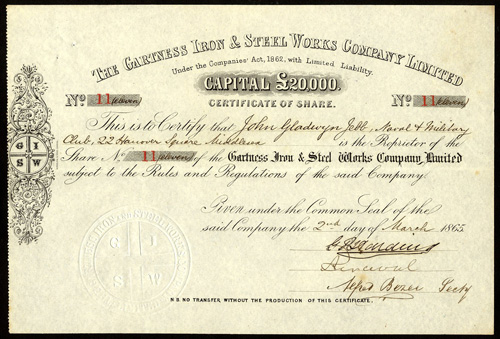 THE GARTNESS IRON & STEEL WORKS COMPANY LIMITED
Under the Companies' Act, 1862, with Limited Liability.
CAPITAL £20,000.
CERTIFICATE OF SHARE.
No 11 eleven No 11 eleven
This is to Certify that John Gladwyn Jebb, Naval & Military
Club, 22 Hanover Square Middlesex is the Proprietor of the
Share No 11 eleven of the Gartness Iron & Steel Works Company, Limited
subject to the Rules and Regulations of the said Company.
G I
S W
Given under the Common Seal of the
said Company the 2nd day of March 1865
Alfred Bezer Secty
G I
S W
N.B. NO TRANSFER, WITHOUT THE PRODUCTION OF THIS CERTIFICATE.